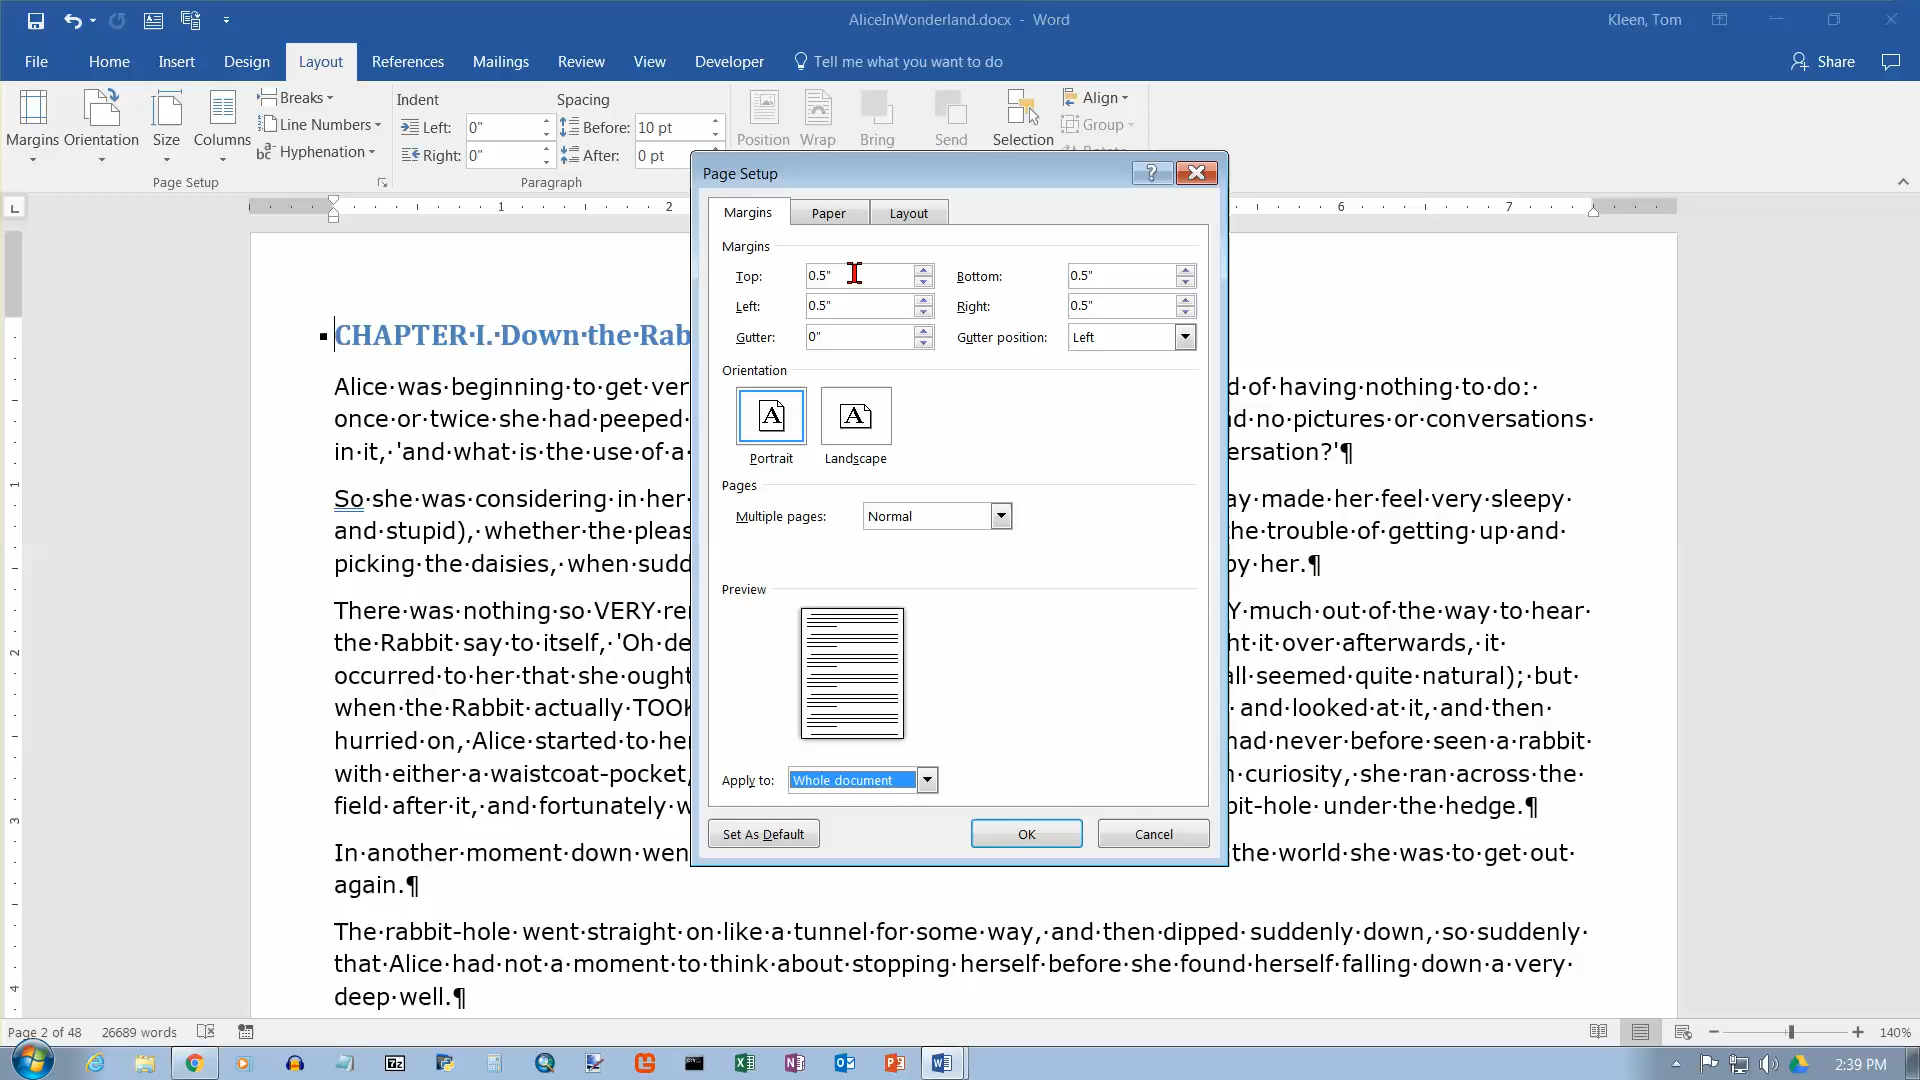 AliceInWonderland.docx - Word
Kleen, Tom
File Home Insert Design Layout References Mailings Review View Developer Tell me what you want to do Share
Margins Orientation Size Columns
Breaks
Line Numbers
Hyphenation
Page Setup
Indent
Left: 0"
Right: 0"
Spacing
Before: 10 pt
After: 0 pt
Paragraph
Position Wrap Bring Send Selection
Align
Group
L 1 2 6 7
Page Setup ?
Margins Paper Layout
Margins
Top: 0.5" Bottom: 0.5"
Left: 0.5" Right: 0.5"
Gutter: 0" Gutter position: Left
Orientation
A A
Portrait Landscape
Pages
Multiple pages: Normal
Preview
Apply to: Whole document
Set As Default OK Cancel
CHAPTER·I.·Down·the·Rab
Alice·was·beginning·to·get·ver d·of·having·nothing·to·do:·
once·or·twice·she·had·peeped· d·no·pictures·or·conversations·
in·it,·'and·what·is·the·use·of·a· ersation?'¶
So·she·was·considering·in·her· ay·made·her·feel·very·sleepy·
and·stupid),·whether·the·pleas the·trouble·of·getting·up·and·
picking·the·daisies,·when·sudd by·her.¶
There·was·nothing·so·VERY·rem Y·much·out·of·the·way·to·hear·
the·Rabbit·say·to·itself,·'Oh·de ht·it·over·afterwards,·it·
occurred·to·her·that·she·ought all·seemed·quite·natural);·but·
when·the·Rabbit·actually·TOOK ·and·looked·at·it,·and·then·
hurried·on,·Alice·started·to·her had·never·before·seen·a·rabbit·
with·either·a·waistcoat-pocket, ·curiosity,·she·ran·across·the·
field·after·it,·and·fortunately·w bit-hole·under·the·hedge.¶
In·another·moment·down·wen the·world·she·was·to·get·out·
again.¶
The·rabbit-hole·went·straight·on·like·a·tunnel·for·some·way,·and·then·dipped·suddenly·down,·so·suddenly·
that·Alice·had·not·a·moment·to·think·about·stopping·herself·before·she·found·herself·falling·down·a·very·
deep·well.¶
1
2
3
4
Page 2 of 48 26689 words 140%
2:39 PM